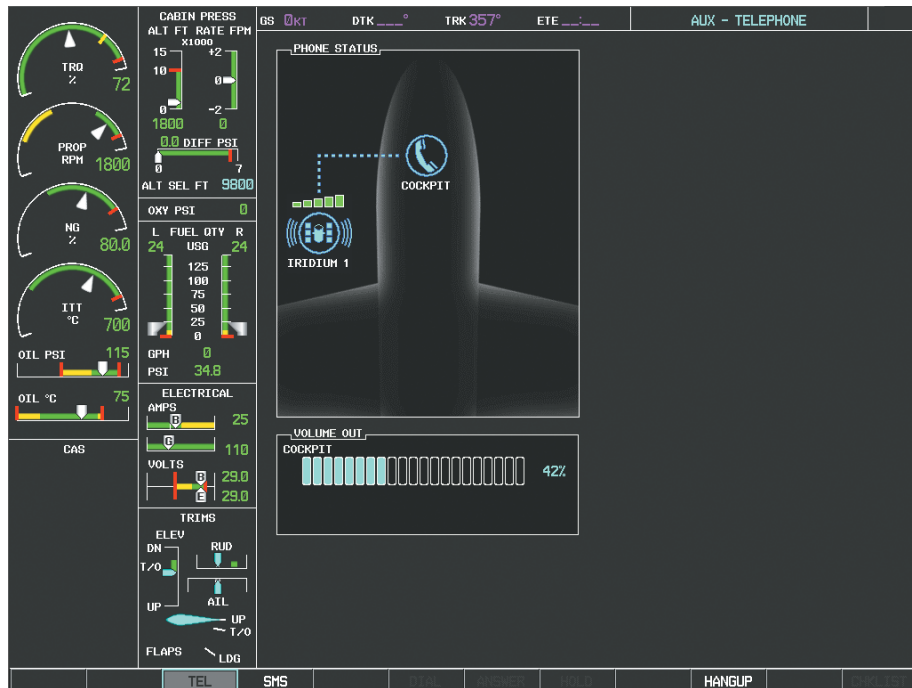 GS 0KT DTK ___° TRK 357° ETE __:__ AUX - TELEPHONE
TRQ
%
72
PROP
RPM
1800
NG
%
80.0
ITT
°C
700
OIL PSI 115
OIL °C 75
CAS
CABIN PRESS
ALT FT RATE FPM
X1000
15 +2
10 0
0 -2
1800 0
0.0 DIFF PSI
0 7
ALT SEL FT 9800
OXY PSI 0
L FUEL QTY R
24 USG 24
125
100
75
50
25
0
GPH 0
PSI 34.8
ELECTRICAL
AMPS
B 25
G 110
VOLTS
B 29.0
E 29.0
TRIMS
ELEV
DN RUD
T/O
AIL
UP
UP
T/O
FLAPS LDG
PHONE STATUS
COCKPIT
IRIDIUM 1
VOLUME OUT
COCKPIT
42%
TEL SMS DIAL ANSWER HOLD HANGUP CHKLIST